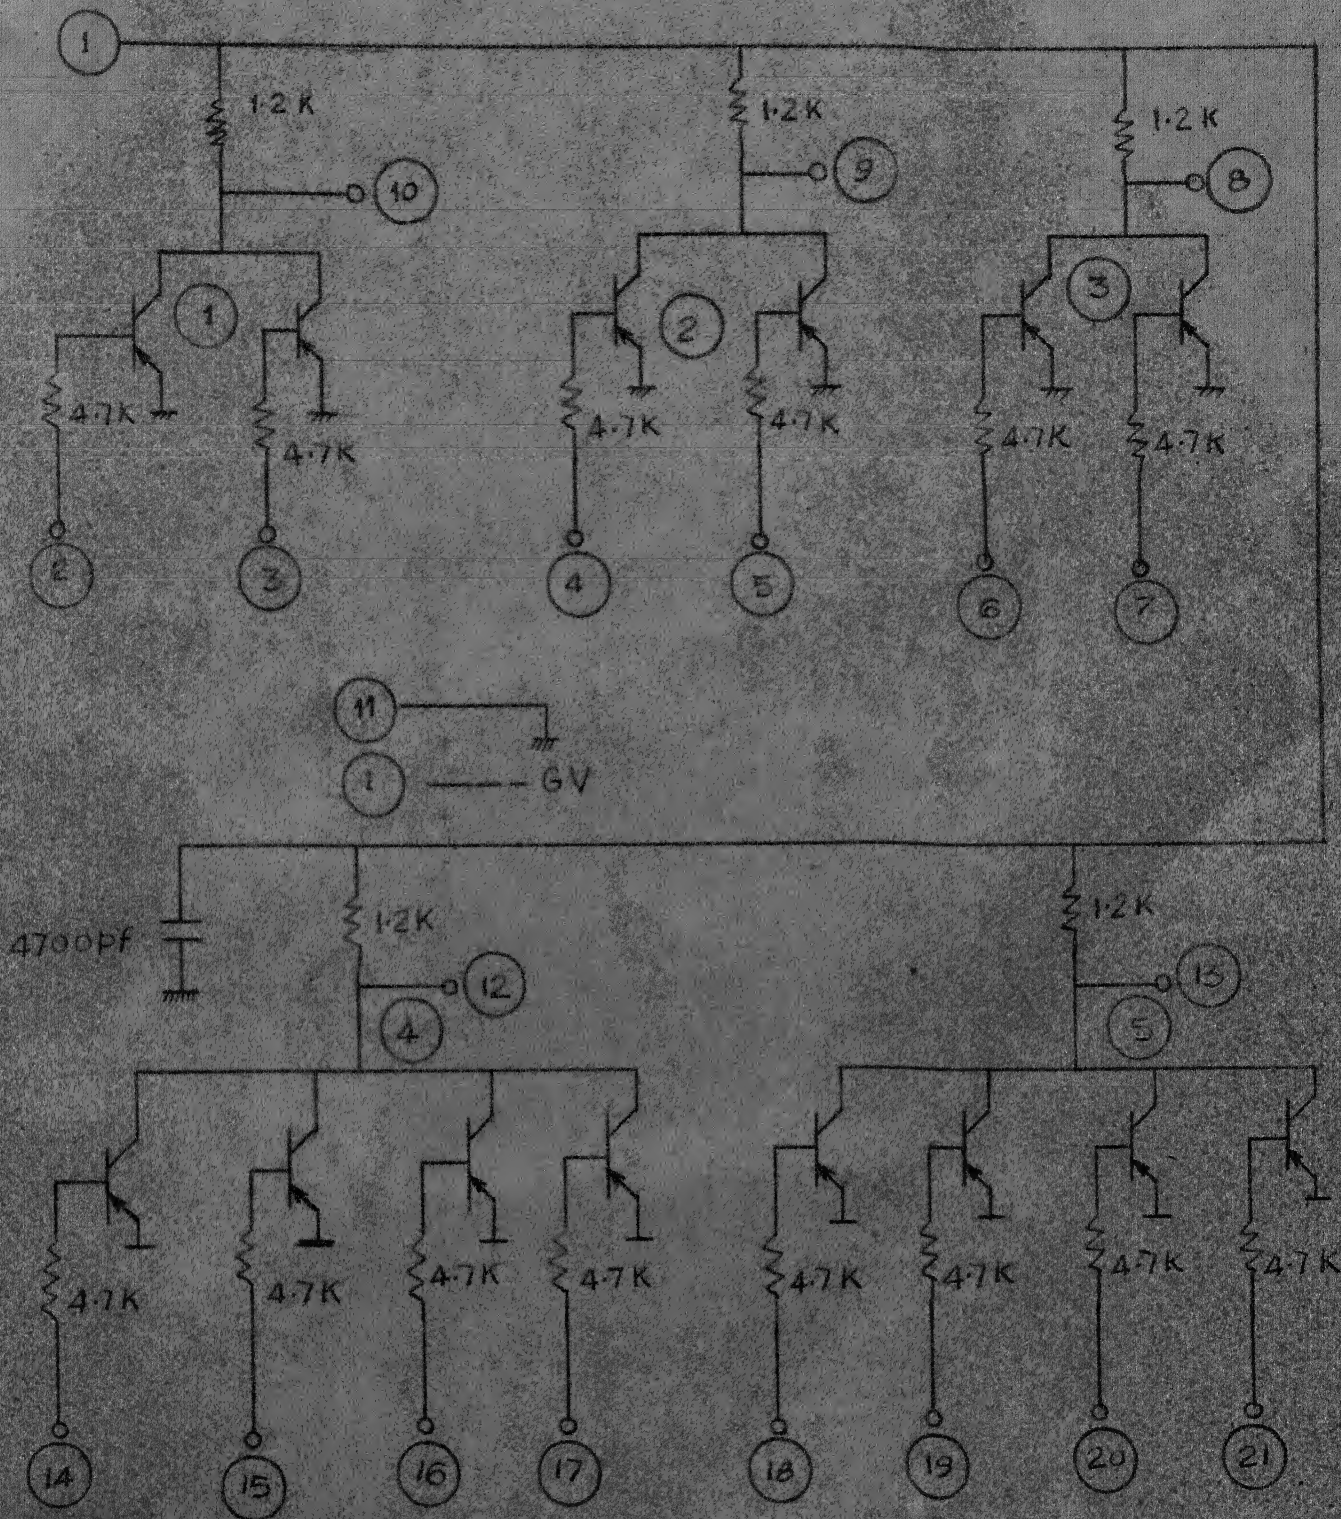 1
1.2K 1.2K 1.2K
10 9 8
1 2 3
4.7K 4.7K 4.7K 4.7K 4.7K 4.7K
2 3 4 5 6 7
11
1 — — – GV
4700pf 1.2K 1.2K
12 13
4 5
4.7K 4.7K 4.7K 4.7K 4.7K 4.7K 4.7K 4.7K
14 15 16 17 18 19 20 21